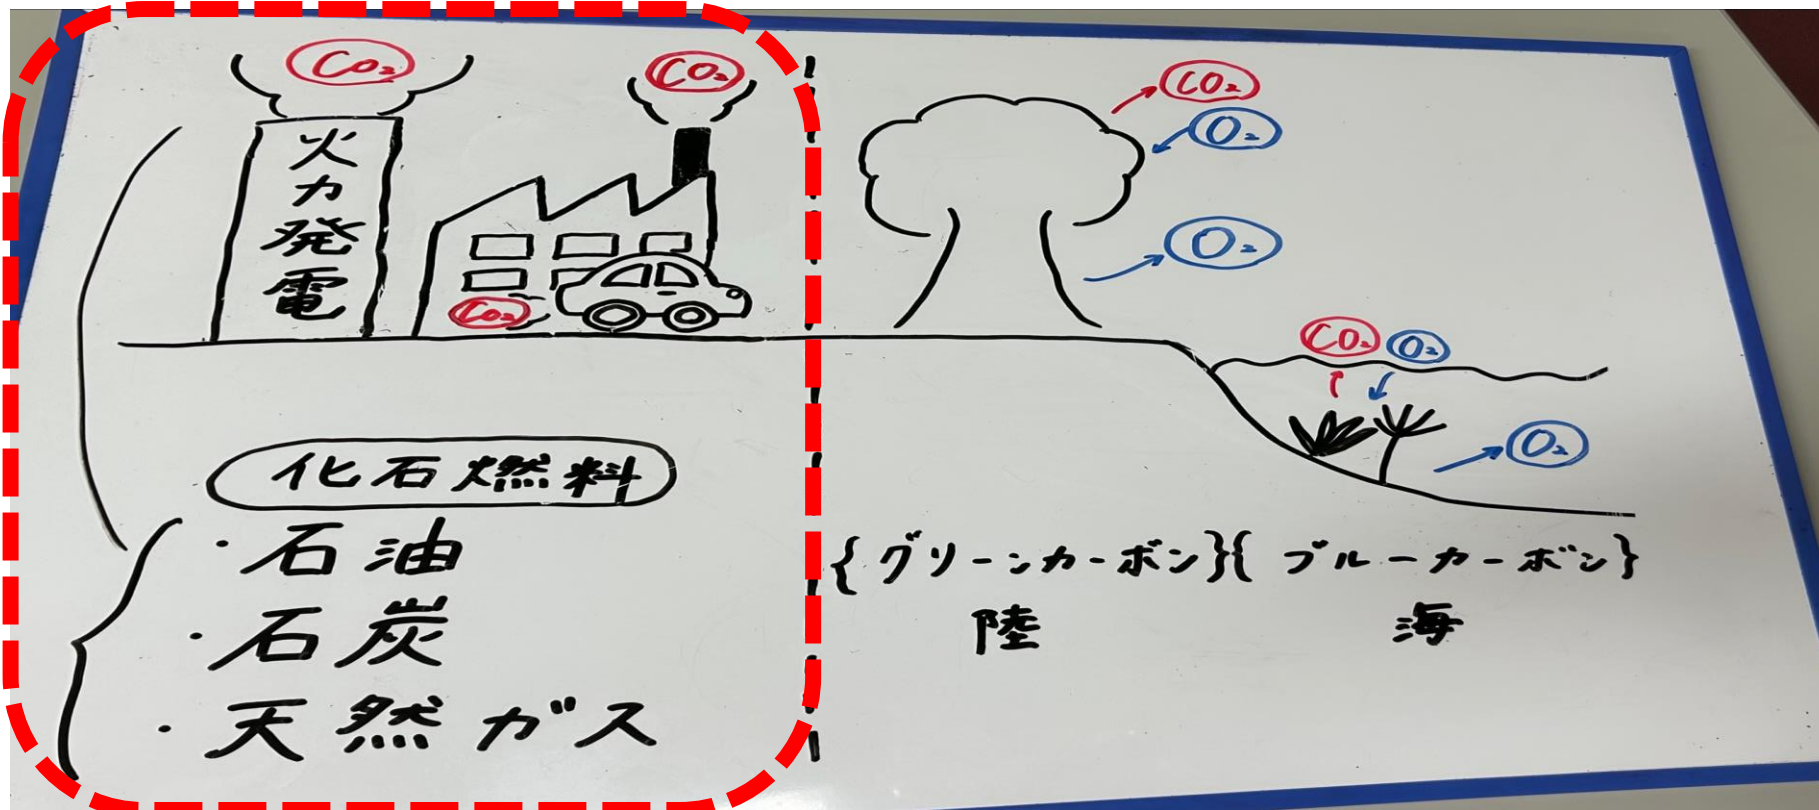 CO₂
CO₂
火力発電
CO₂
化石燃料
・石油
・石炭
・天然ガス
CO₂
O₂
O₂
CO₂ O₂
O₂
{グリーンカーボン}{ブルーカーボン}
陸 海